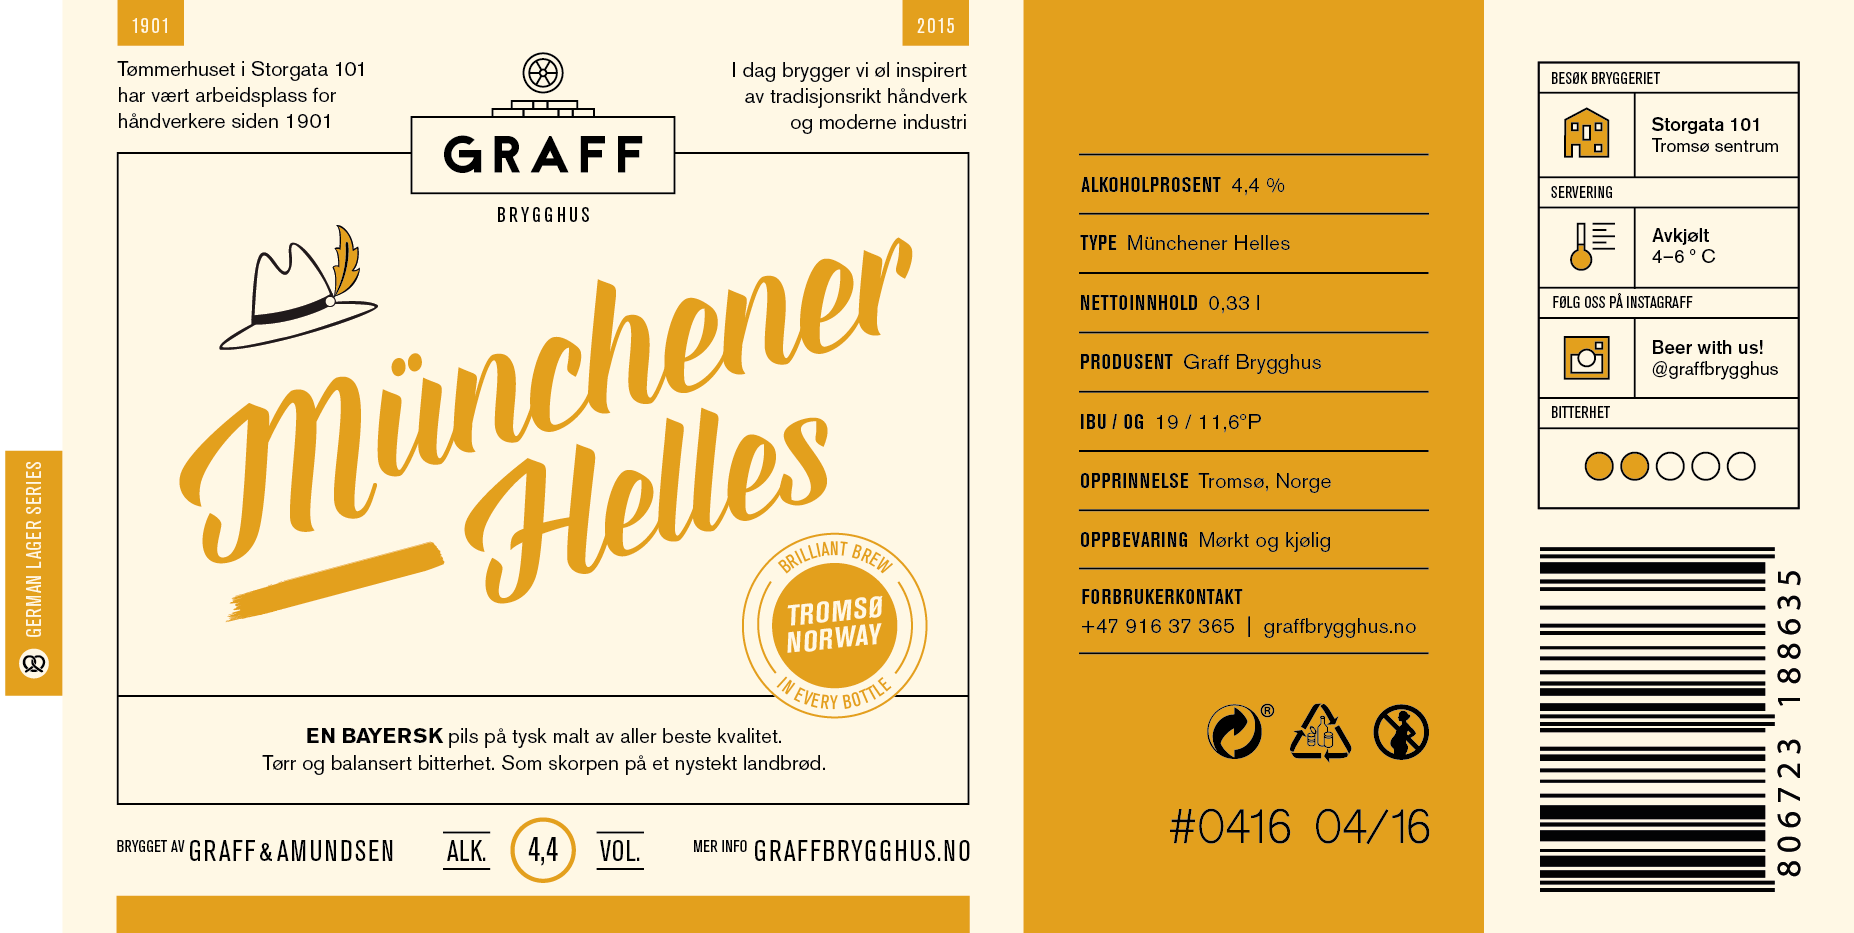 1901
Tømmerhuset i Storgata 101
har vært arbeidsplass for
håndverkere siden 1901
GRAFF
BRYGGHUS
2015
I dag brygger vi øl inspirert
av tradisjonsrikt håndverk
og moderne industri
Münchener
Helles
BRILLIANT BREW
TROMSØ
NORWAY
IN EVERY BOTTLE
EN BAYERSK pils på tysk malt av aller beste kvalitet.
Tørr og balansert bitterhet. Som skorpen på et nystekt landbrød.
BRYGGET AV GRAFF & AMUNDSEN
ALK. 4,4 VOL.
MER INFO GRAFFBRYGGHUS.NO
GERMAN LAGER SERIES
ALKOHOLPROSENT 4,4 %
TYPE Münchener Helles
NETTOINNHOLD 0,33 l
PRODUSENT Graff Brygghus
IBU / OG 19 / 11,6°P
OPPRINNELSE Tromsø, Norge
OPPBEVARING Mørkt og kjølig
FORBRUKERKONTAKT
+47 916 37 365 | graffbrygghus.no
®
#0416 04/16
BESØK BRYGGERIET
Storgata 101
Tromsø sentrum
SERVERING
Avkjølt
4–6 º C
FØLG OSS PÅ INSTAGRAFF
Beer with us!
@graffbrygghus
BITTERHET
806723 188635